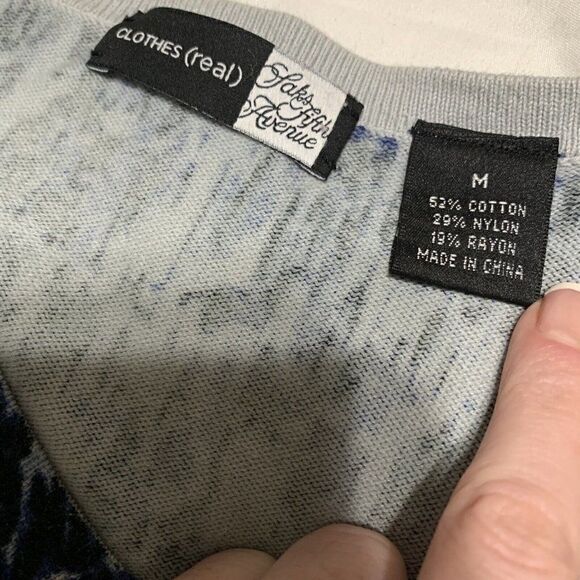 CLOTHES (real)
Saks
Fifth
Avenue
M
52% COTTON
29% NYLON
19% RAYON
MADE IN CHINA